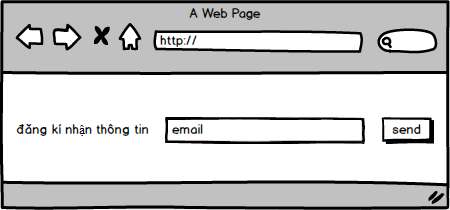 A Web Page
http://
đăng kí nhận thông tin
email
send